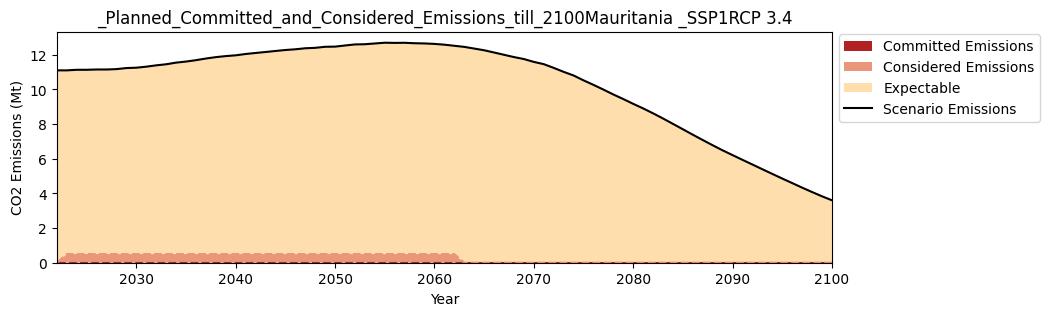 _Planned_Committed_and_Considered_Emissions_till_2100Mauritania _SSP1RCP 3.4
CO2 Emissions (Mt)
12
10
8
6
4
2
0
2030
2040
2050
2060
2070
2080
2090
2100
Year
Committed Emissions
Considered Emissions
Expectable
Scenario Emissions